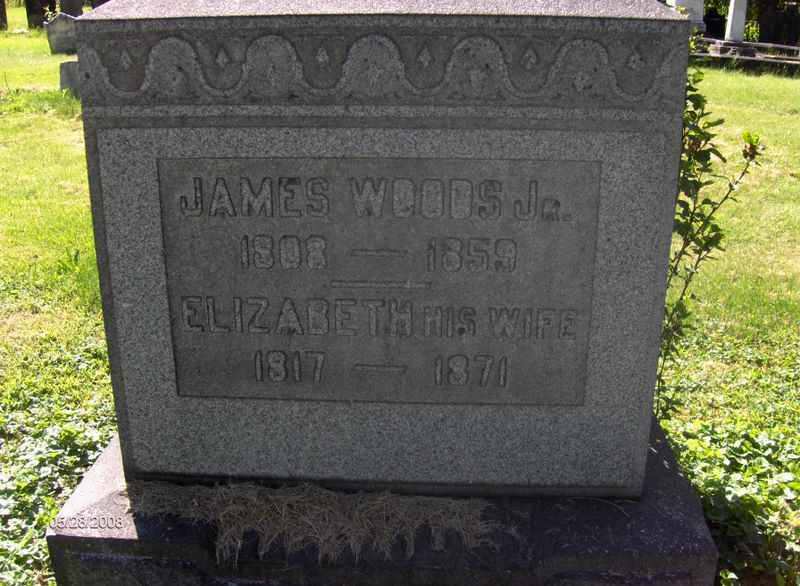 JAMES WOODS JR.
1808 — 1859
ELIZABETH HIS WIFE
1817 — 1871
05.28.2008